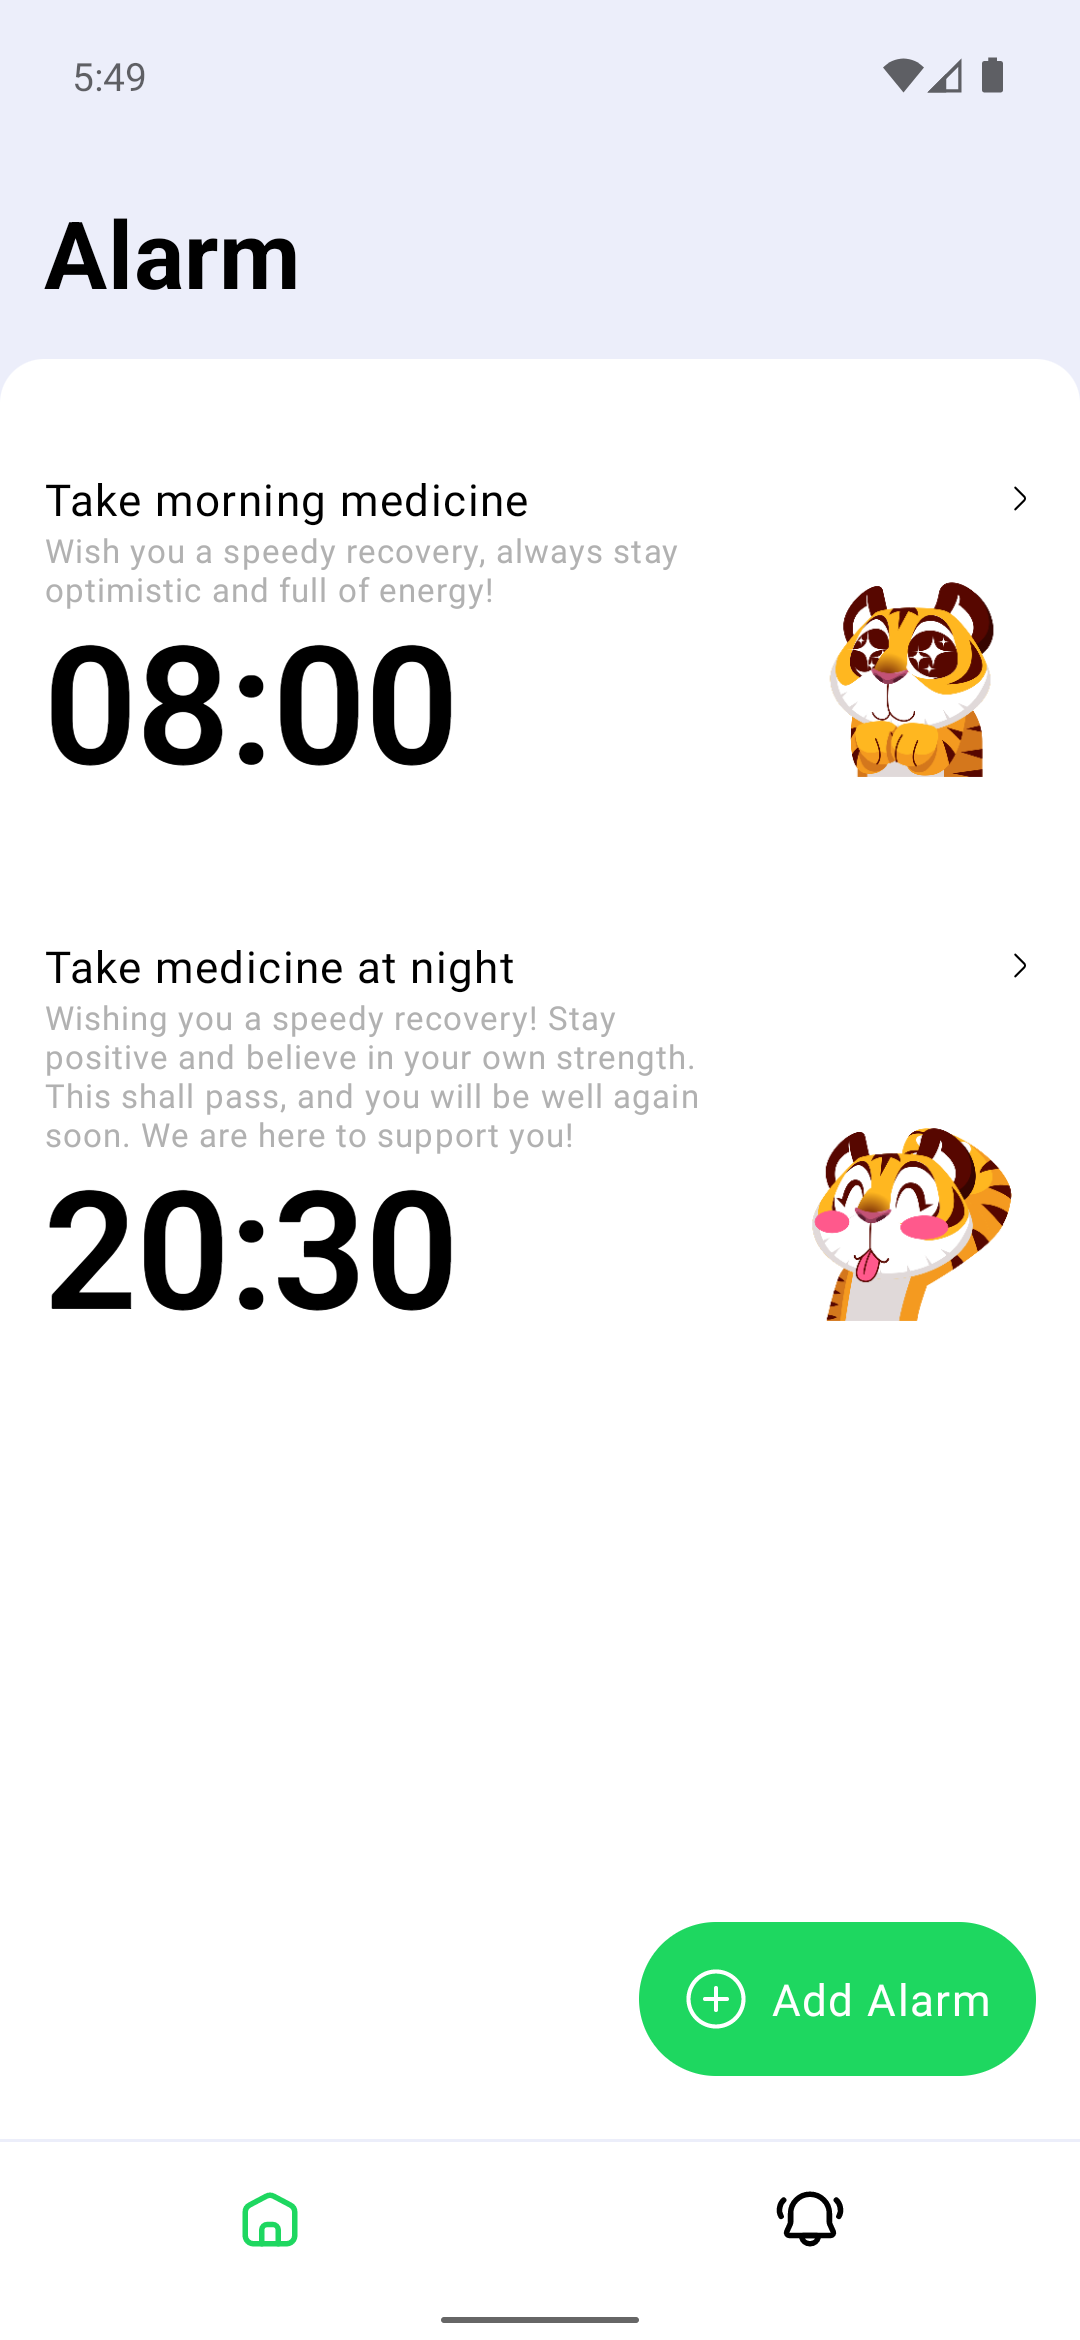 5:49
Alarm
Take morning medicine
Wish you a speedy recovery, always stay
optimistic and full of energy!
08:00
Take medicine at night
Wishing you a speedy recovery! Stay
positive and believe in your own strength.
This shall pass, and you will be well again
soon. We are here to support you!
20:30
Add Alarm